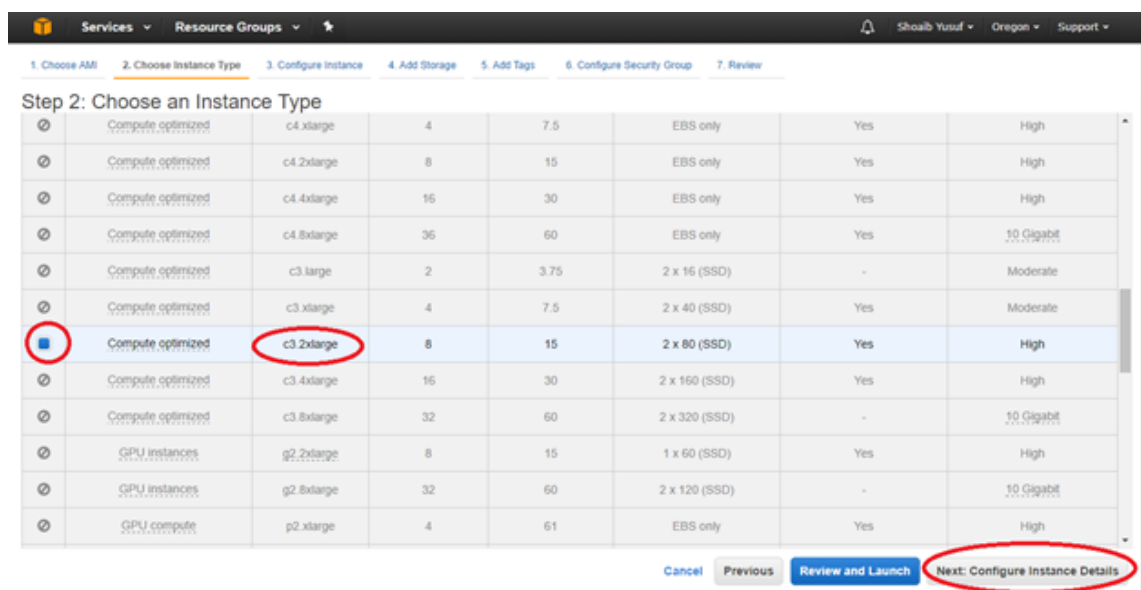 Services Resource Groups Shoaib Yusuf Oregon Support
1. Choose AMI 2. Choose Instance Type 3. Configure Instance 4. Add Storage 5. Add Tags 6. Configure Security Group 7. Review
Step 2: Choose an Instance Type
Compute optimized c4.xlarge 4 7.5 EBS only Yes High
Compute optimized c4.2xlarge 8 15 EBS only Yes High
Compute optimized c4.4xlarge 16 30 EBS only Yes High
Compute optimized c4.8xlarge 36 60 EBS only Yes 10 Gigabit
Compute optimized c3.large 2 3.75 2 x 16 (SSD) - Moderate
Compute optimized c3.xlarge 4 7.5 2 x 40 (SSD) Yes Moderate
Compute optimized c3.2xlarge 8 15 2 x 80 (SSD) Yes High
Compute optimized c3.4xlarge 16 30 2 x 160 (SSD) Yes High
Compute optimized c3.8xlarge 32 60 2 x 320 (SSD) - 10 Gigabit
GPU instances g2.2xlarge 8 15 1 x 60 (SSD) Yes High
GPU instances g2.8xlarge 32 60 2 x 120 (SSD) - 10 Gigabit
GPU compute p2.xlarge 4 61 EBS only Yes High
Cancel Previous Review and Launch Next: Configure Instance Details